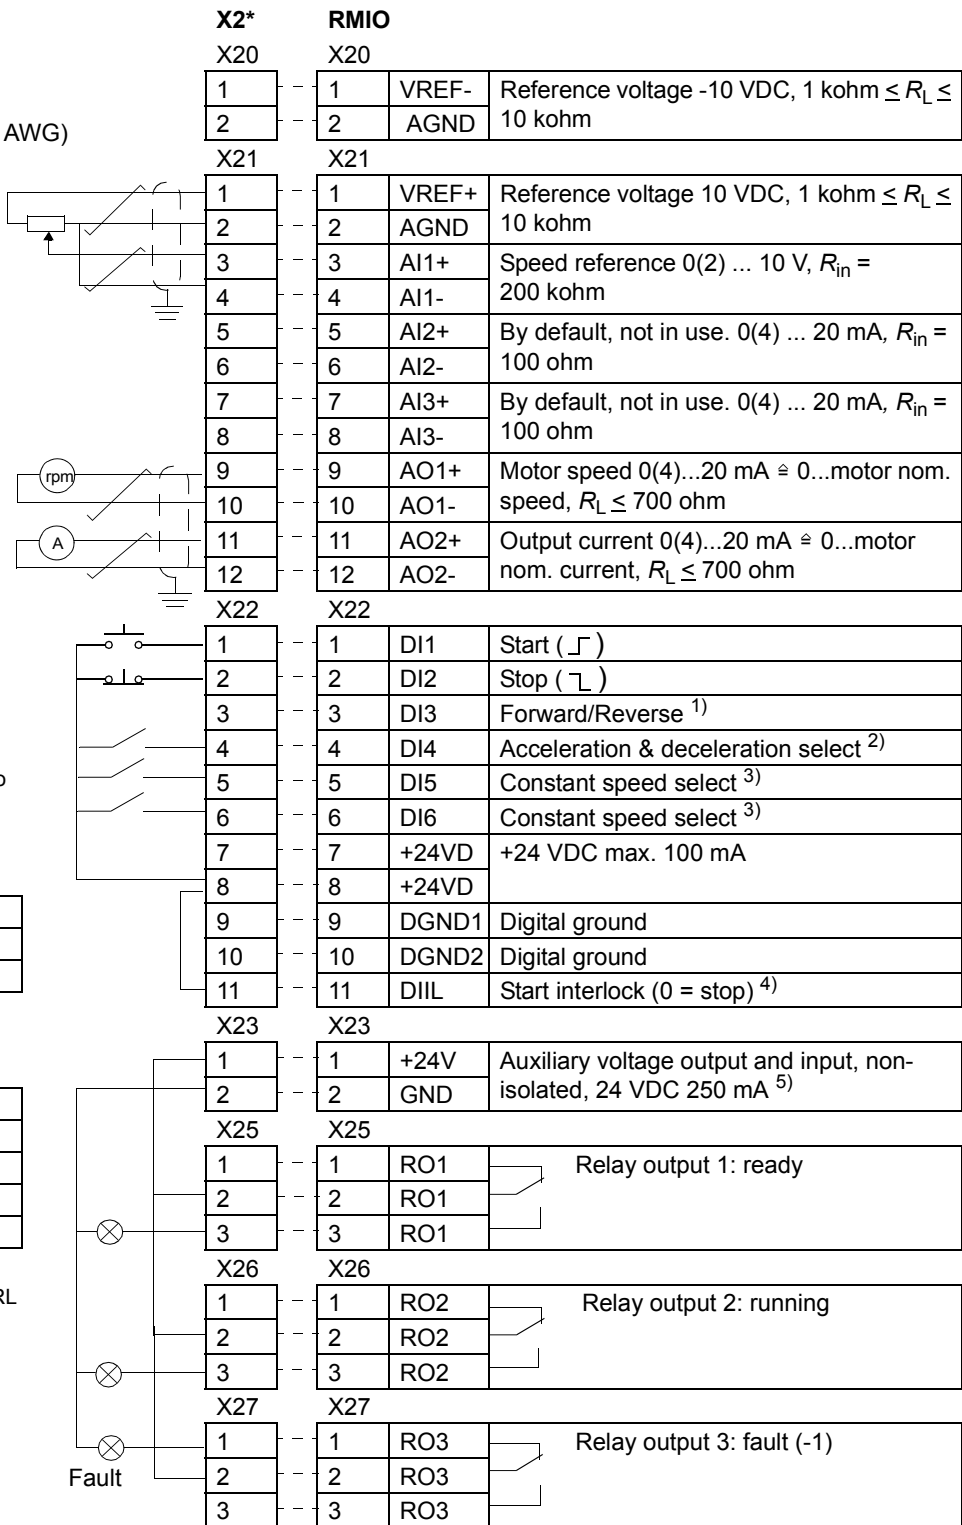 X2* RMIO
X20 X20
1 1 VREF- Reference voltage -10 VDC, 1 kohm ≤ RL ≤
2 2 AGND 10 kohm
AWG)
X21 X21
1 1 VREF+ Reference voltage 10 VDC, 1 kohm ≤ RL ≤
2 2 AGND 10 kohm
3 3 AI1+ Speed reference 0(2) ... 10 V, Rin =
4 4 AI1- 200 kohm
5 5 AI2+ By default, not in use. 0(4) ... 20 mA, Rin =
6 6 AI2- 100 ohm
7 7 AI3+ By default, not in use. 0(4) ... 20 mA, Rin =
8 8 AI3- 100 ohm
rpm 9 9 AO1+ Motor speed 0(4)...20 mA ≙ 0...motor nom.
10 10 AO1- speed, RL ≤ 700 ohm
A 11 11 AO2+ Output current 0(4)...20 mA ≙ 0...motor
12 12 AO2- nom. current, RL ≤ 700 ohm
X22 X22
1 1 DI1 Start ( )
2 2 DI2 Stop ( )
3 3 DI3 Forward/Reverse 1)
4 4 DI4 Acceleration & deceleration select 2)
5 5 DI5 Constant speed select 3)
6 6 DI6 Constant speed select 3)
7 7 +24VD +24 VDC max. 100 mA
8 8 +24VD
9 9 DGND1 Digital ground
10 10 DGND2 Digital ground
11 11 DIIL Start interlock (0 = stop) 4)
X23 X23
1 1 +24V Auxiliary voltage output and input, non-
2 2 GND isolated, 24 VDC 250 mA 5)
X25 X25
1 1 RO1 Relay output 1: ready
2 2 RO1
3 3 RO1
X26 X26
RL
1 1 RO2 Relay output 2: running
2 2 RO2
3 3 RO2
X27 X27
1 1 RO3 Relay output 3: fault (-1)
Fault 2 2 RO3
3 3 RO3